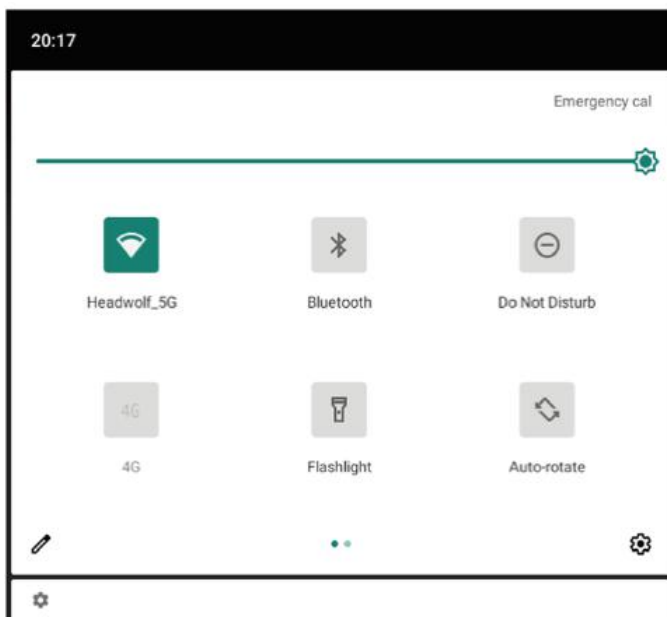 20:17
Emergency cal
Headwolf_5G
Bluetooth
Do Not Disturb
4G
4G
Flashlight
Auto-rotate